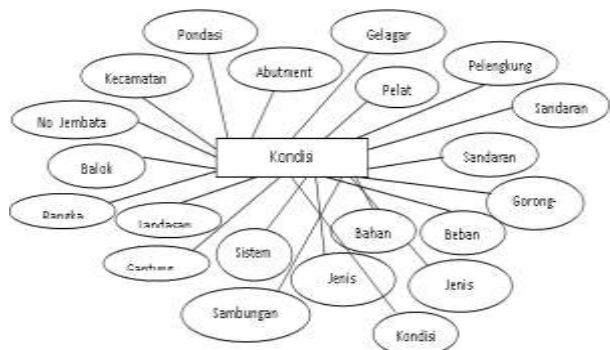 Pondasi
Gelagar
Kecamatan
Abutment
Pelat
Pelengkung
No Jembata
Sandaran
Balok
Kondisi
Sandaran
Rangka
Landasan
Gorong-
Sistem
Bahan
Beban
Jenis
Jenis
Sambungan
Kondisi